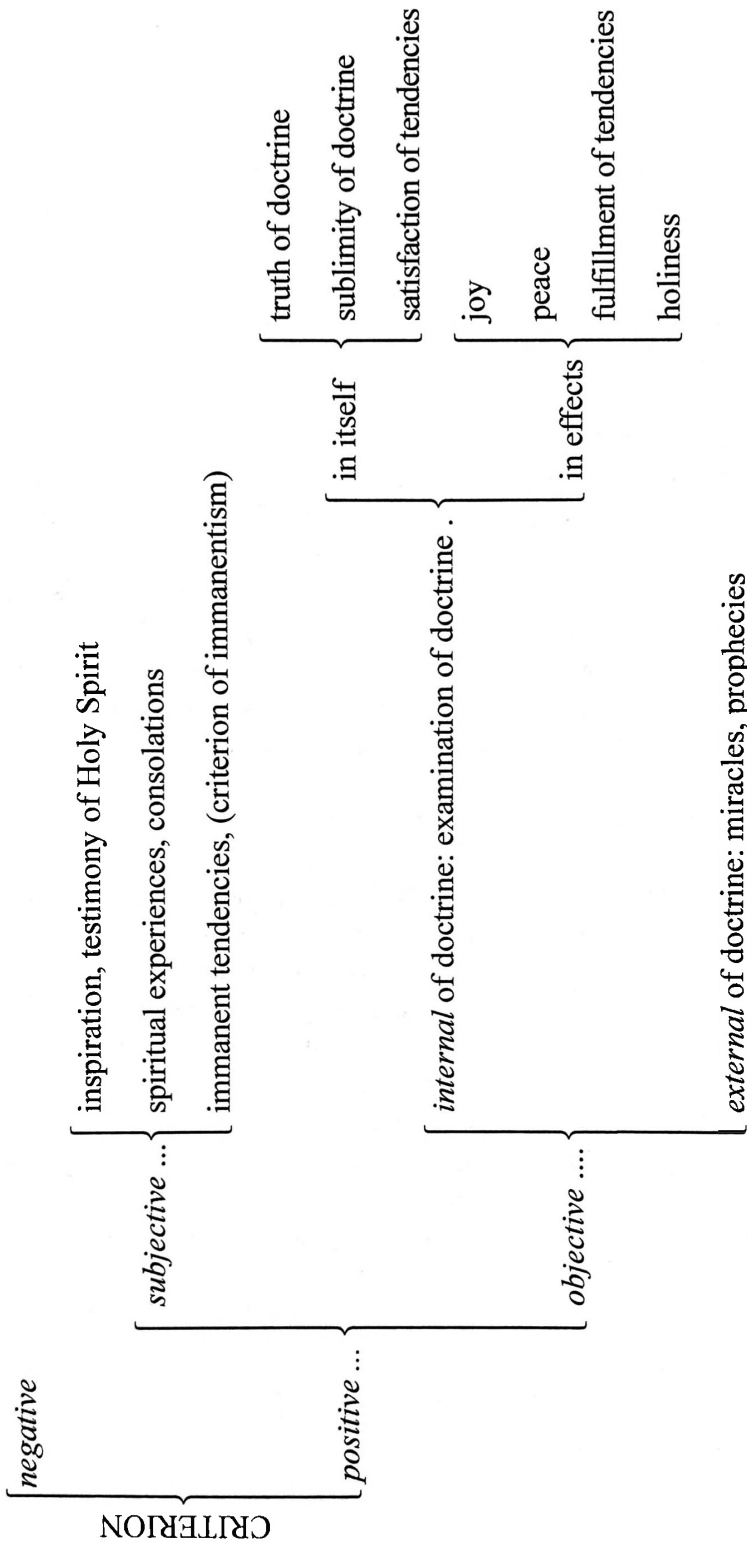 CRITERION
negative
positive ...
subjective ...
inspiration, testimony of Holy Spirit
spiritual experiences, consolations
immanent tendencies, (criterion of immanentism)
objective ....
internal of doctrine: examination of doctrine .
in itself
truth of doctrine
sublimity of doctrine
satisfaction of tendencies
in effects
joy
peace
fulfillment of tendencies
holiness
external of doctrine: miracles, prophecies